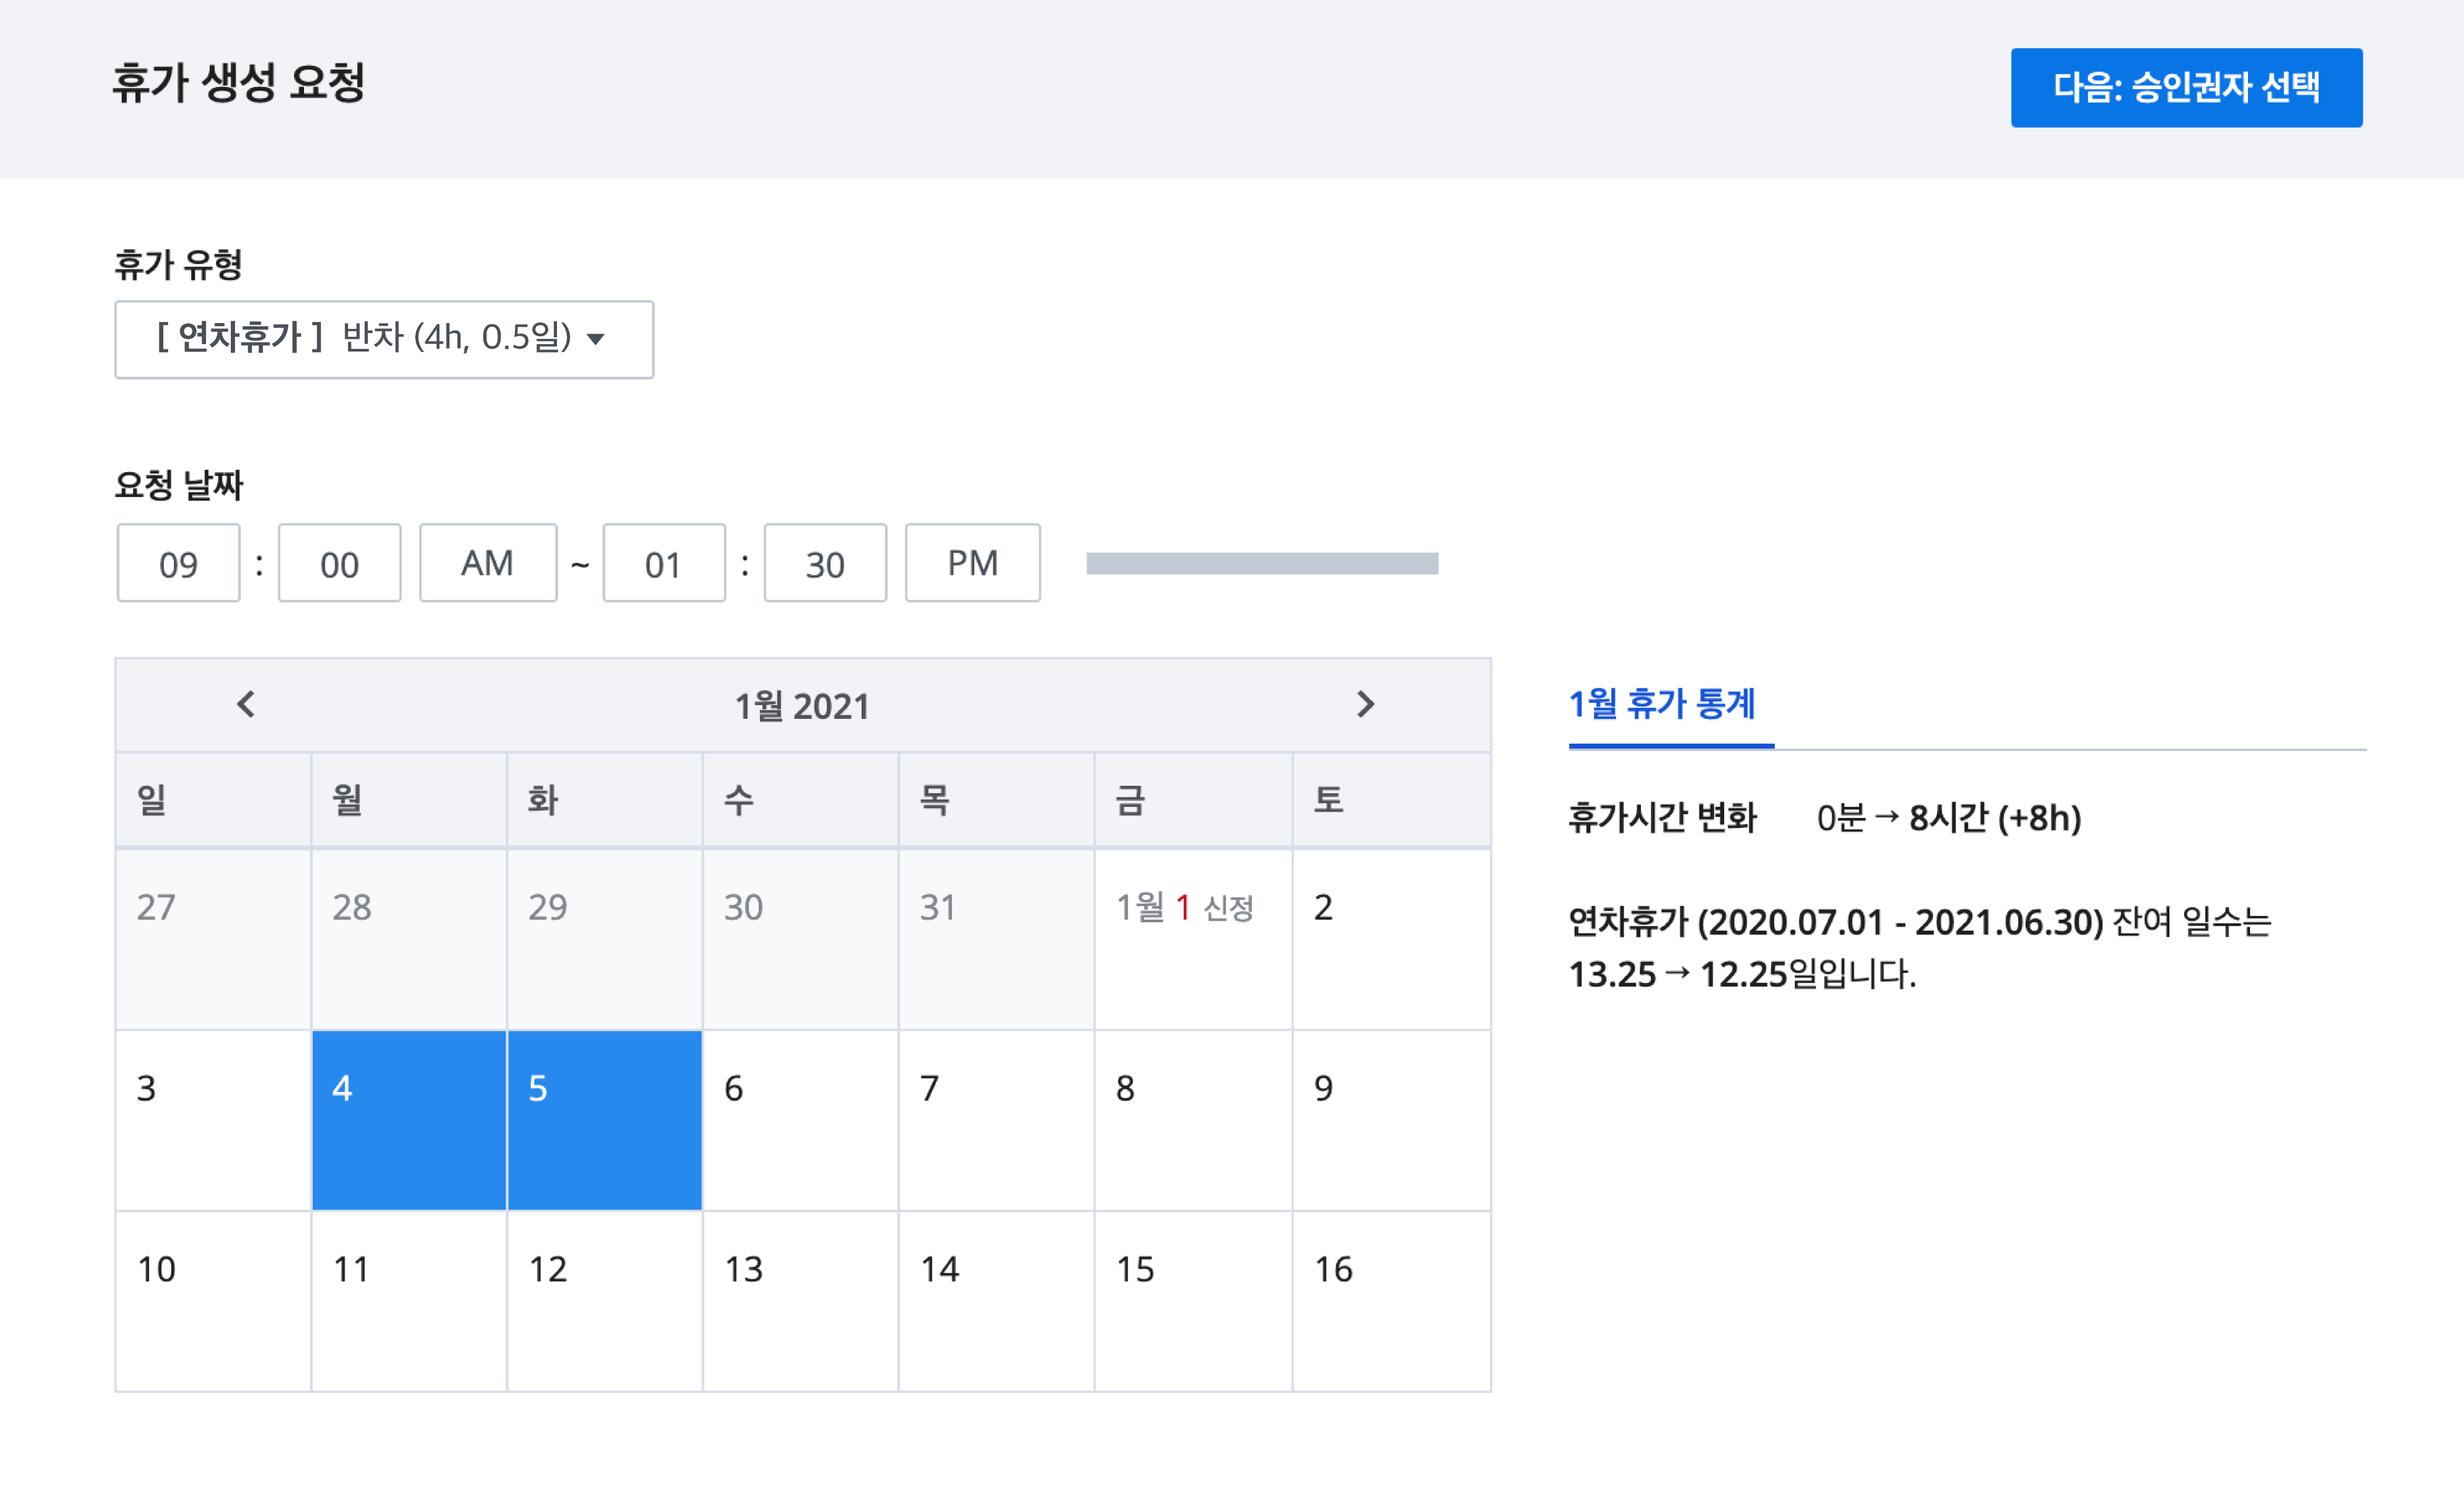 휴가 생성 요청
다음: 승인권자 선택
휴가 유형
[ 연차휴가 ] 반차 (4h, 0.5일)
요청 날짜
09 : 00 AM ~ 01 : 30 PM
1월 2021
일 월 화 수 목 금 토
27 28 29 30 31 1월 1 신정 2
3 4 5 6 7 8 9
10 11 12 13 14 15 16
1월 휴가 통계
휴가시간 변화 0분 → 8시간 (+8h)
연차휴가 (2020.07.01 - 2021.06.30) 잔여 일수는
13.25 → 12.25일입니다.